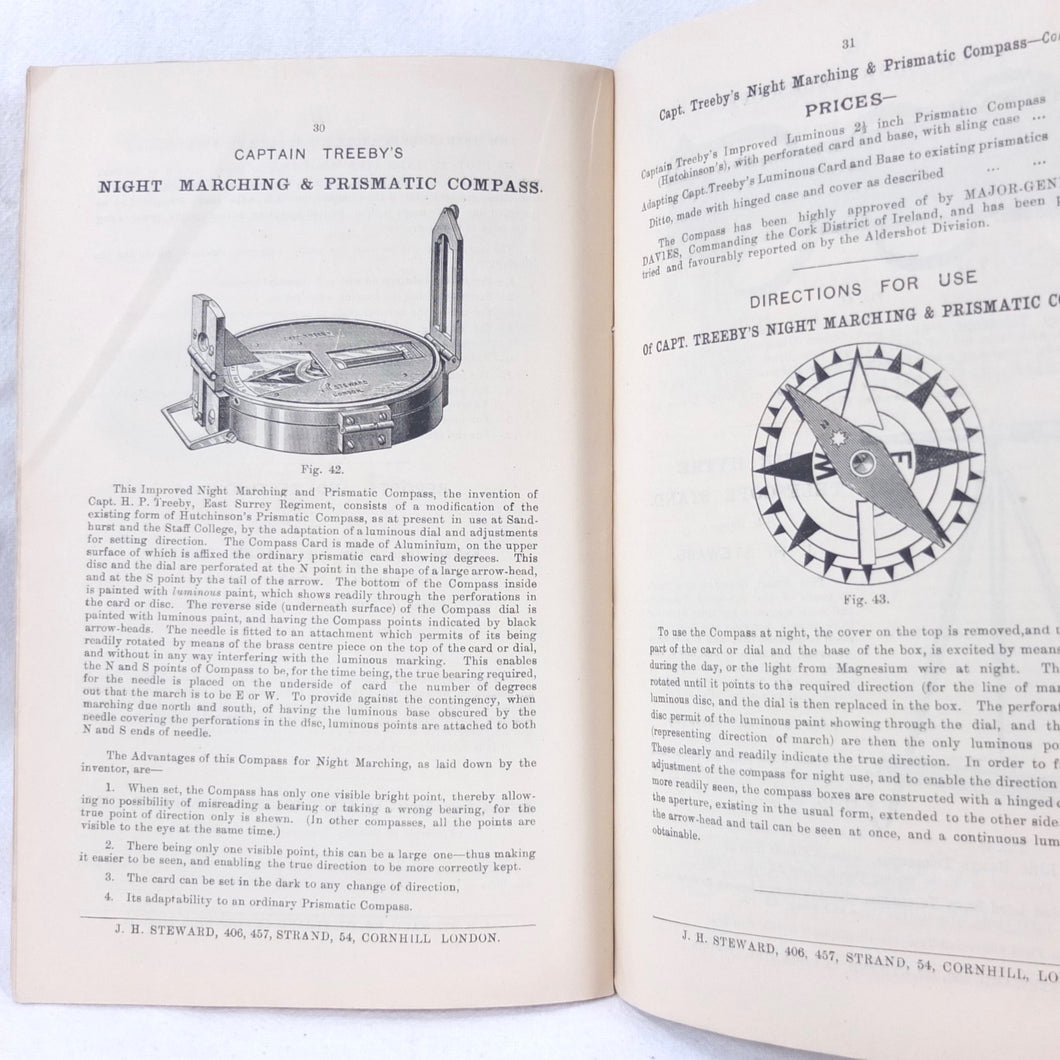 30
CAPTAIN TREEBY'S
NIGHT MARCHING & PRISMATIC COMPASS.
CAPT TREEBY'S
STEWARD
LONDON.
Fig. 42.
This Improved Night Marching and Prismatic Compass, the invention of
Capt. H. P. Treeby, East Surrey Regiment, consists of a modification of the
existing form of Hutchinson's Prismatic Compass, as at present in use at Sand-
hurst and the Staff College, by the adaptation of a luminous dial and adjustments
for setting direction. The Compass Card is made of Aluminium, on the upper
surface of which is affixed the ordinary prismatic card showing degrees. This
disc and the dial are perforated at the N point in the shape of a large arrow-head,
and at the S point by the tail of the arrow. The bottom of the Compass inside
is painted with luminous paint, which shows readily through the perforations in
the card or disc. The reverse side (underneath surface) of the Compass dial is
painted with luminous paint, and having the Compass points indicated by black
arrow-heads. The needle is fitted to an attachment which permits of its being
readily rotated by means of the brass centre piece on the top of the card or dial,
and without in any way interfering with the luminous marking. This enables
the N and S points of Compass to be, for the time being, the true bearing required,
for the needle is placed on the underside of card the number of degrees
out that the march is to be E or W. To provide against the contingency, when
marching due north and south, of having the luminous base obscured by the
needle covering the perforations in the disc, luminous points are attached to both
N and S ends of needle.
The Advantages of this Compass for Night Marching, as laid down by the
inventor, are—
1. When set, the Compass has only one visible bright point, thereby allow-
ing no possibility of misreading a bearing or taking a wrong bearing, for the
true point of direction only is shewn. (In other compasses, all the points are
visible to the eye at the same time.)
2. There being only one visible point, this can be a large one—thus making
it easier to be seen, and enabling the true direction to be more correctly kept.
3. The card can be set in the dark to any change of direction,
4. Its adaptability to an ordinary Prismatic Compass.
J. H. STEWARD, 406, 457, STRAND, 54, CORNHILL LONDON.
31
Capt. Treeby's Night Marching & Prismatic Compass—Co
PRICES—
Captain Treeby's Improved Luminous 2½ inch Prismatic Compass
(Hutchinson's), with perforated card and base, with sling case ...
Adapting Capt. Treeby's Luminous Card and Base to existing prismatics
Ditto, made with hinged case and cover as described ... ...
The Compass has been highly approved of by MAJOR-GEN
DAVIES, Commanding the Cork District of Ireland, and has been
tried and favourably reported on by the Aldershot Division.
DIRECTIONS FOR USE
Of CAPT. TREEBY'S NIGHT MARCHING & PRISMATIC CO
N
W
E
Fig. 43.
To use the Compass at night, the cover on the top is removed, and
part of the card or dial and the base of the box, is excited by means
during the day, or the light from Magnesium wire at night. Th
rotated until it points to the required direction (for the line of mar
luminous disc, and the dial is then replaced in the box. The perforat
disc permit of the luminous paint showing through the dial, and th
(representing direction of march) are then the only luminous po
These clearly and readily indicate the true direction. In order to f
adjustment of the compass for night use, and to enable the direction
more readily seen, the compass boxes are constructed with a hinged
the aperture, existing in the usual form, extended to the other side
the arrow-head and tail can be seen at once, and a continuous lum
obtainable.
J. H. STEWARD, 406, 457, STRAND, 54, CORNHILL, LO